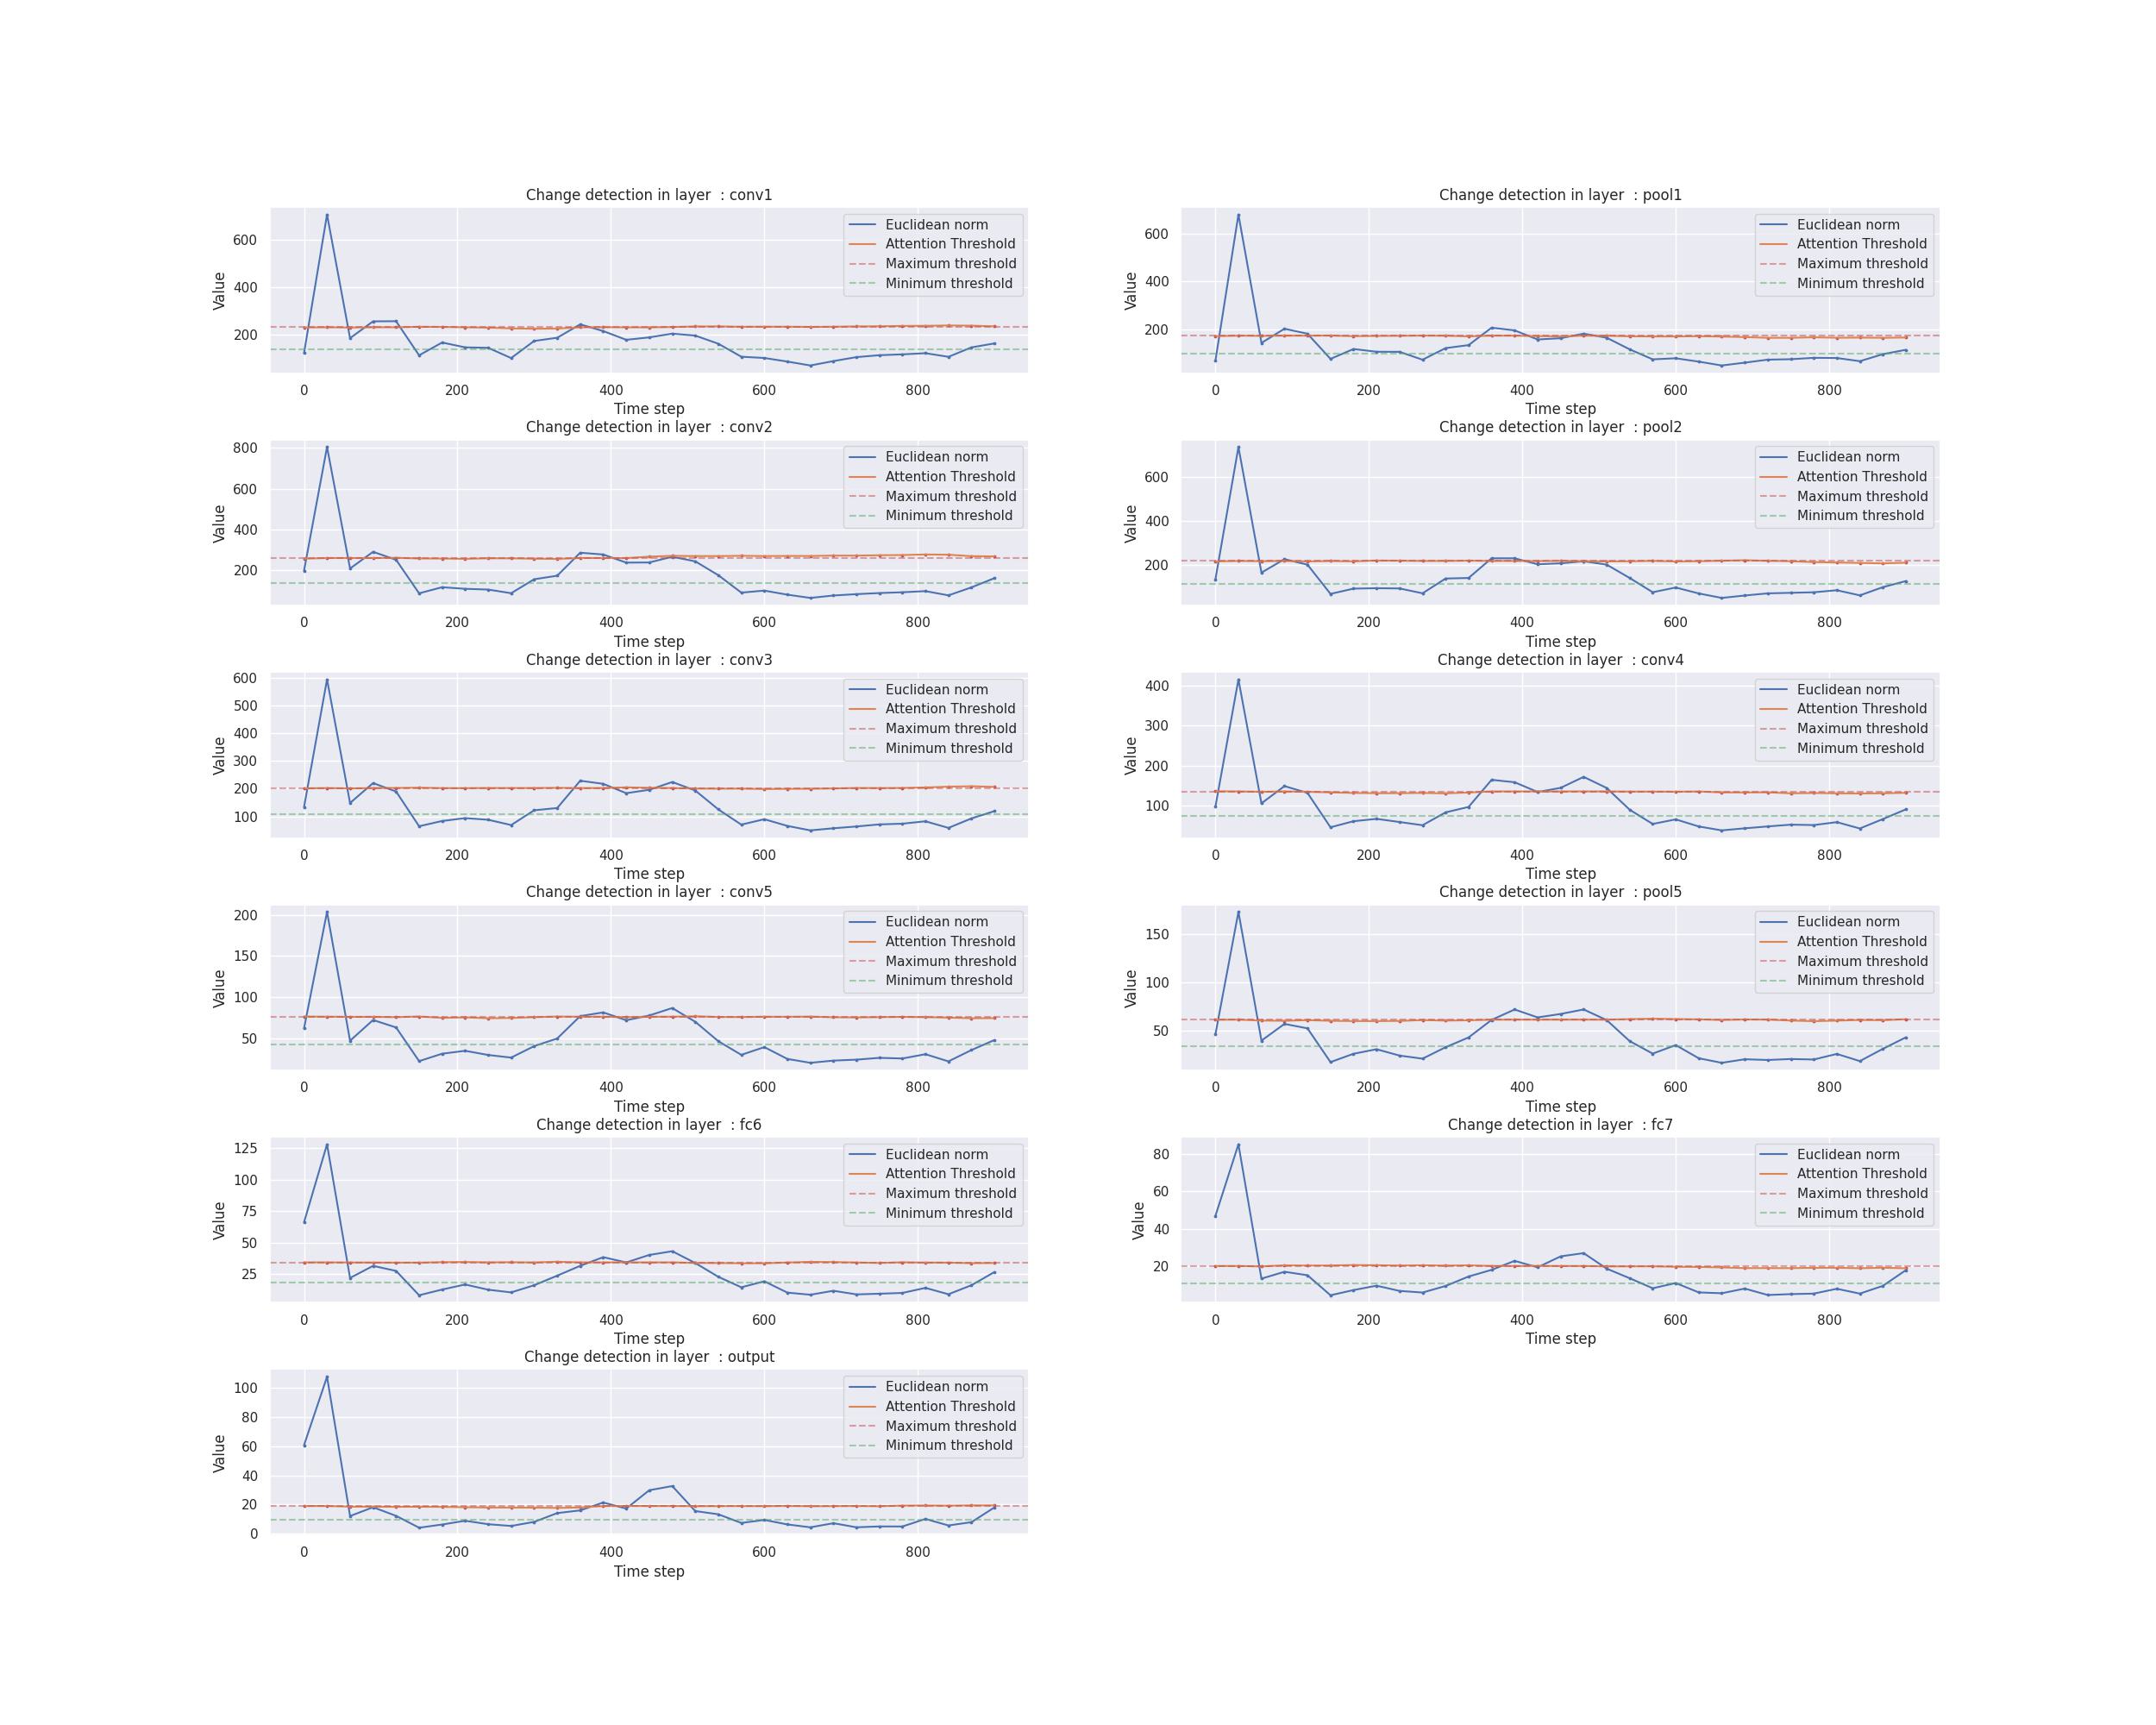 Change detection in layer  : conv1
Value
600
400
200
Euclidean norm
Attention Threshold
Maximum threshold
Minimum threshold
0 200 400 600 800
Time step
Change detection in layer  : pool1
Value
600
400
200
Euclidean norm
Attention Threshold
Maximum threshold
Minimum threshold
0 200 400 600 800
Time step
Change detection in layer  : conv2
Value
800
600
400
200
Euclidean norm
Attention Threshold
Maximum threshold
Minimum threshold
0 200 400 600 800
Time step
Change detection in layer  : pool2
Value
600
400
200
Euclidean norm
Attention Threshold
Maximum threshold
Minimum threshold
0 200 400 600 800
Time step
Change detection in layer  : conv3
Value
600
500
400
300
200
100
Euclidean norm
Attention Threshold
Maximum threshold
Minimum threshold
0 200 400 600 800
Time step
Change detection in layer  : conv4
Value
400
300
200
100
Euclidean norm
Attention Threshold
Maximum threshold
Minimum threshold
0 200 400 600 800
Time step
Change detection in layer  : conv5
Value
200
150
100
50
Euclidean norm
Attention Threshold
Maximum threshold
Minimum threshold
0 200 400 600 800
Time step
Change detection in layer  : pool5
Value
150
100
50
Euclidean norm
Attention Threshold
Maximum threshold
Minimum threshold
0 200 400 600 800
Time step
Change detection in layer  : fc6
Value
125
100
75
50
25
Euclidean norm
Attention Threshold
Maximum threshold
Minimum threshold
0 200 400 600 800
Time step
Change detection in layer  : fc7
Value
80
60
40
20
Euclidean norm
Attention Threshold
Maximum threshold
Minimum threshold
0 200 400 600 800
Time step
Change detection in layer  : output
Value
100
80
60
40
20
0
Euclidean norm
Attention Threshold
Maximum threshold
Minimum threshold
0 200 400 600 800
Time step